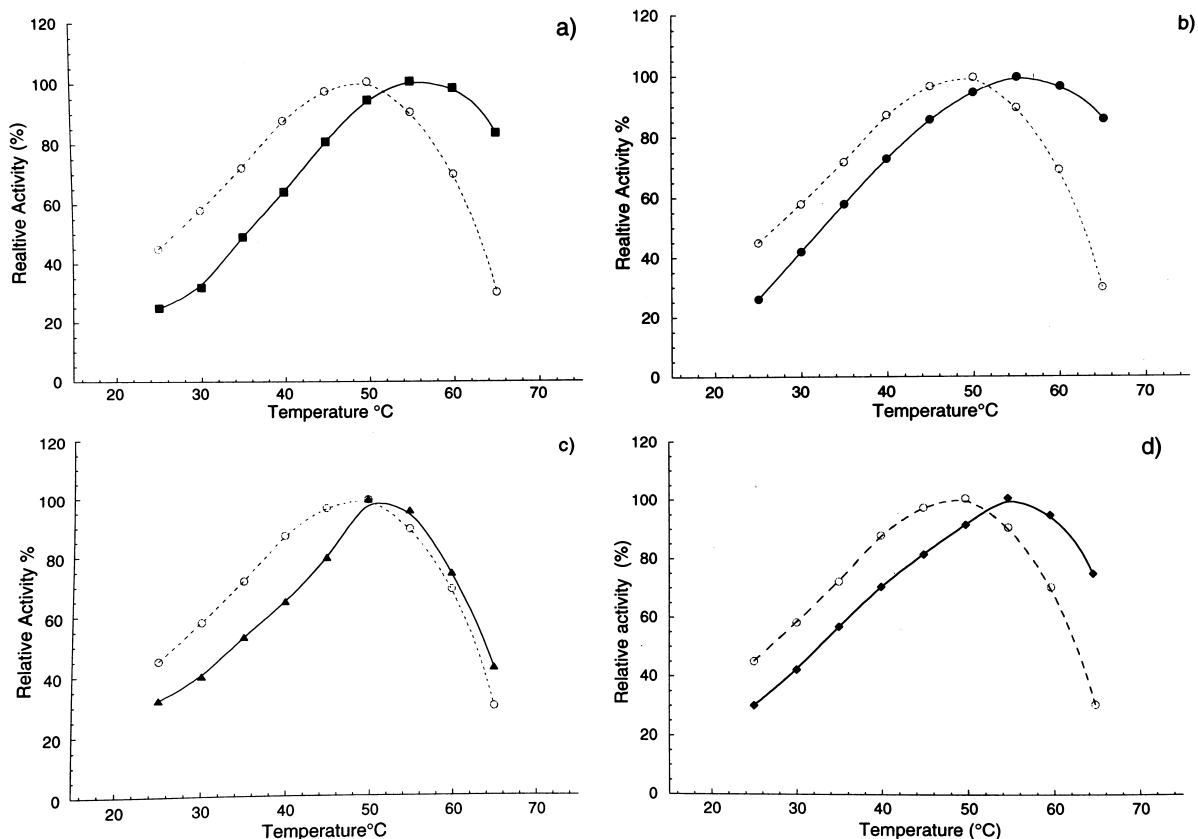 a)
120
100
80
60
40
20
0
Realtive Activity (%)
20 30 40 50 60 70
Temperature °C
b)
120
100
80
60
40
20
0
Realtive Activity %
20 30 40 50 60 70
Temperature°C
c)
120
100
80
60
40
20
0
Relative Activity %
20 30 40 50 60 70
Temperature°C
d)
120
100
80
60
40
20
0
Relative activity (%)
20 30 40 50 60 70
Temperature (°C)